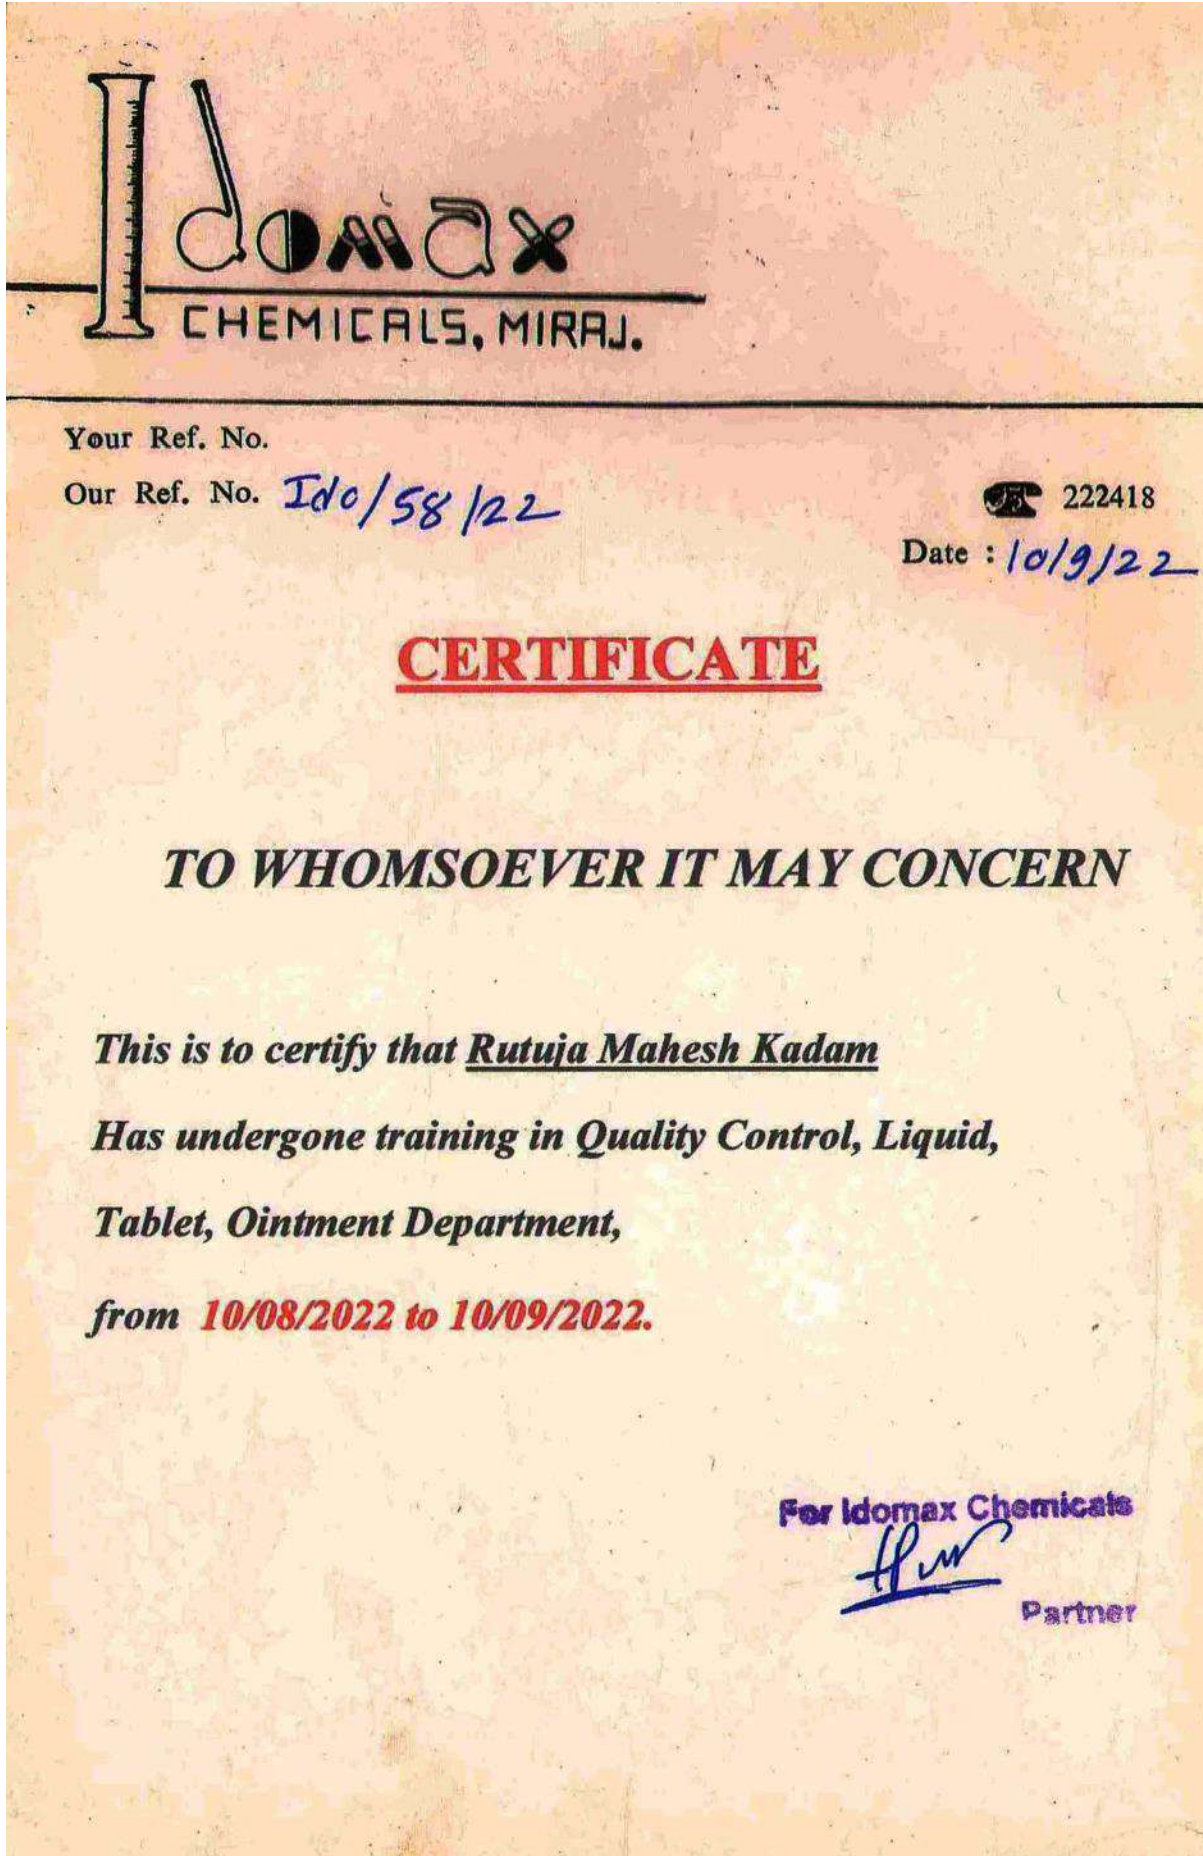 Idomax
CHEMICALS, MIRAJ.
Your Ref. No.
Our Ref. No. Ido/58/22
222418
Date : 10/9/22
CERTIFICATE
TO WHOMSOEVER IT MAY CONCERN
This is to certify that Rutuja Mahesh Kadam
Has undergone training in Quality Control, Liquid,
Tablet, Ointment Department,
from 10/08/2022 to 10/09/2022.
For Idomax Chemicals
Partner